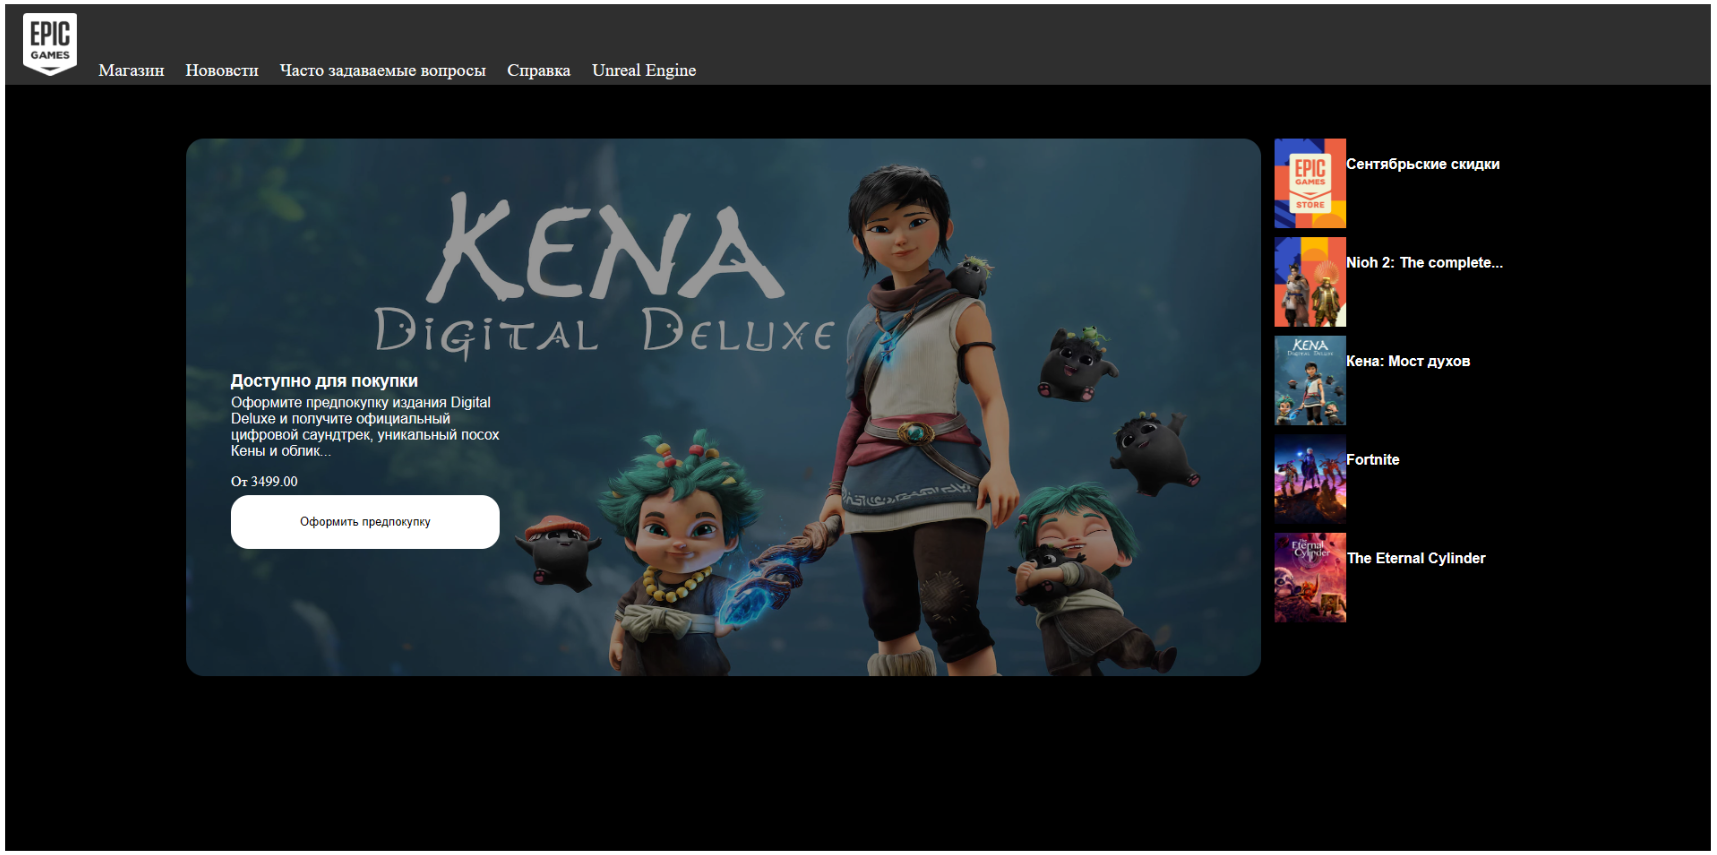 EPIC
GAMES
Магазин Нововсти Часто задаваемые вопросы Справка Unreal Engine
KENA
DIGITAL DELUXE
Доступно для покупки
Оформите предпокупку издания Digital
Deluxe и получите официальный
цифровой саундтрек, уникальный посох
Кены и облик...
От 3499.00
Оформить предпокупку
EPIC
GAMES
STORE
Сентябрьские скидки
Nioh 2: The complete...
KENA
DIGITAL DELUXE
Кена: Мост духов
Fortnite
The
Eternal
Cylinder
The Eternal Cylinder